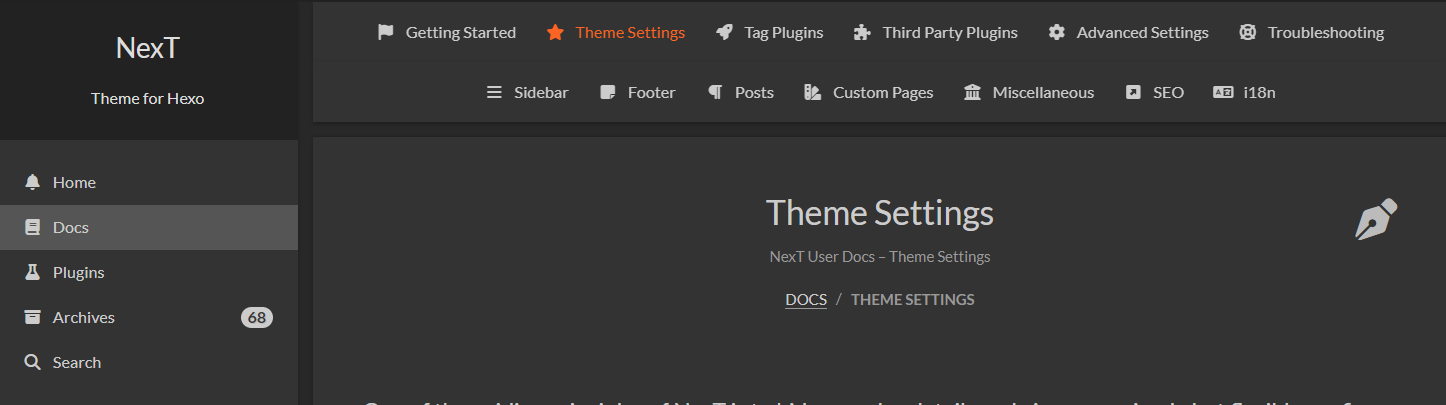 NexT
Theme for Hexo
Home
Docs
Plugins
Archives 68
Search
Getting Started Theme Settings Tag Plugins Third Party Plugins Advanced Settings Troubleshooting
Sidebar Footer Posts Custom Pages Miscellaneous SEO i18n
Theme Settings
NexT User Docs – Theme Settings
DOCS / THEME SETTINGS